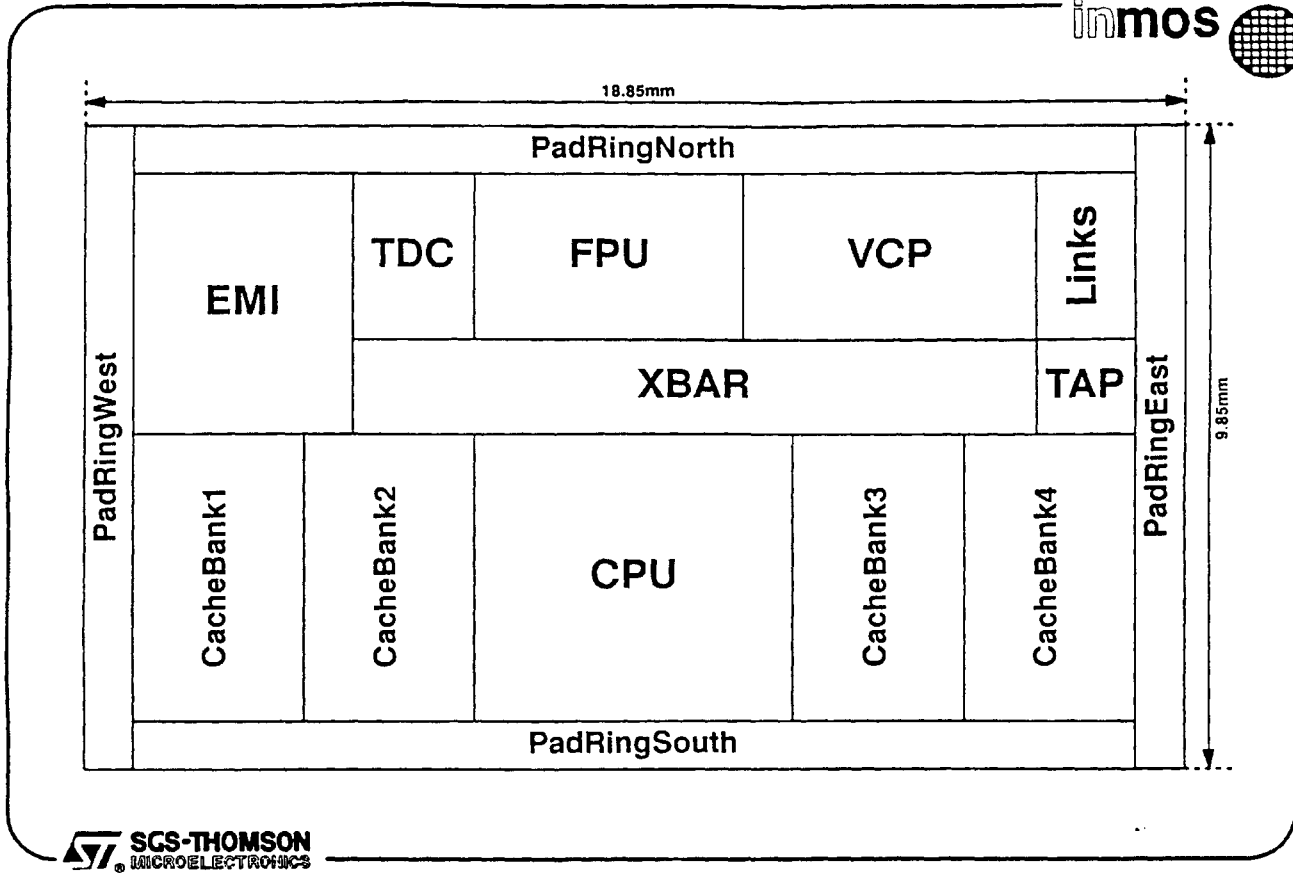 inmos
18.85mm
PadRingNorth
TDC
FPU
VCP
Links
EMI
XBAR
TAP
PadRingWest
PadRingEast
9.85mm
CacheBank1
CacheBank2
CPU
CacheBank3
CacheBank4
PadRingSouth
ST® SGS-THOMSON
MICROELECTRONICS